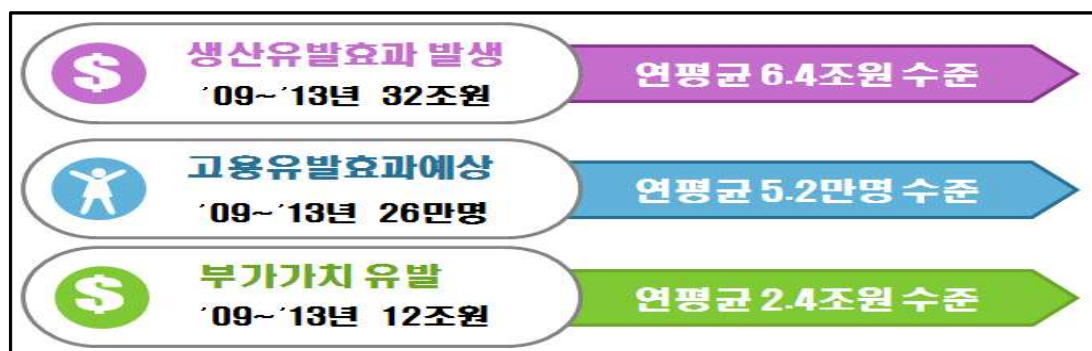 $
생산유발효과 발생
´09~´13년 32조원
연평균 6.4조원 수준
고용유발효과예상
´09~´13년 26만명
연평균 5.2만명 수준
$
부가가치 유발
´09~´13년 12조원
연평균 2.4조원 수준